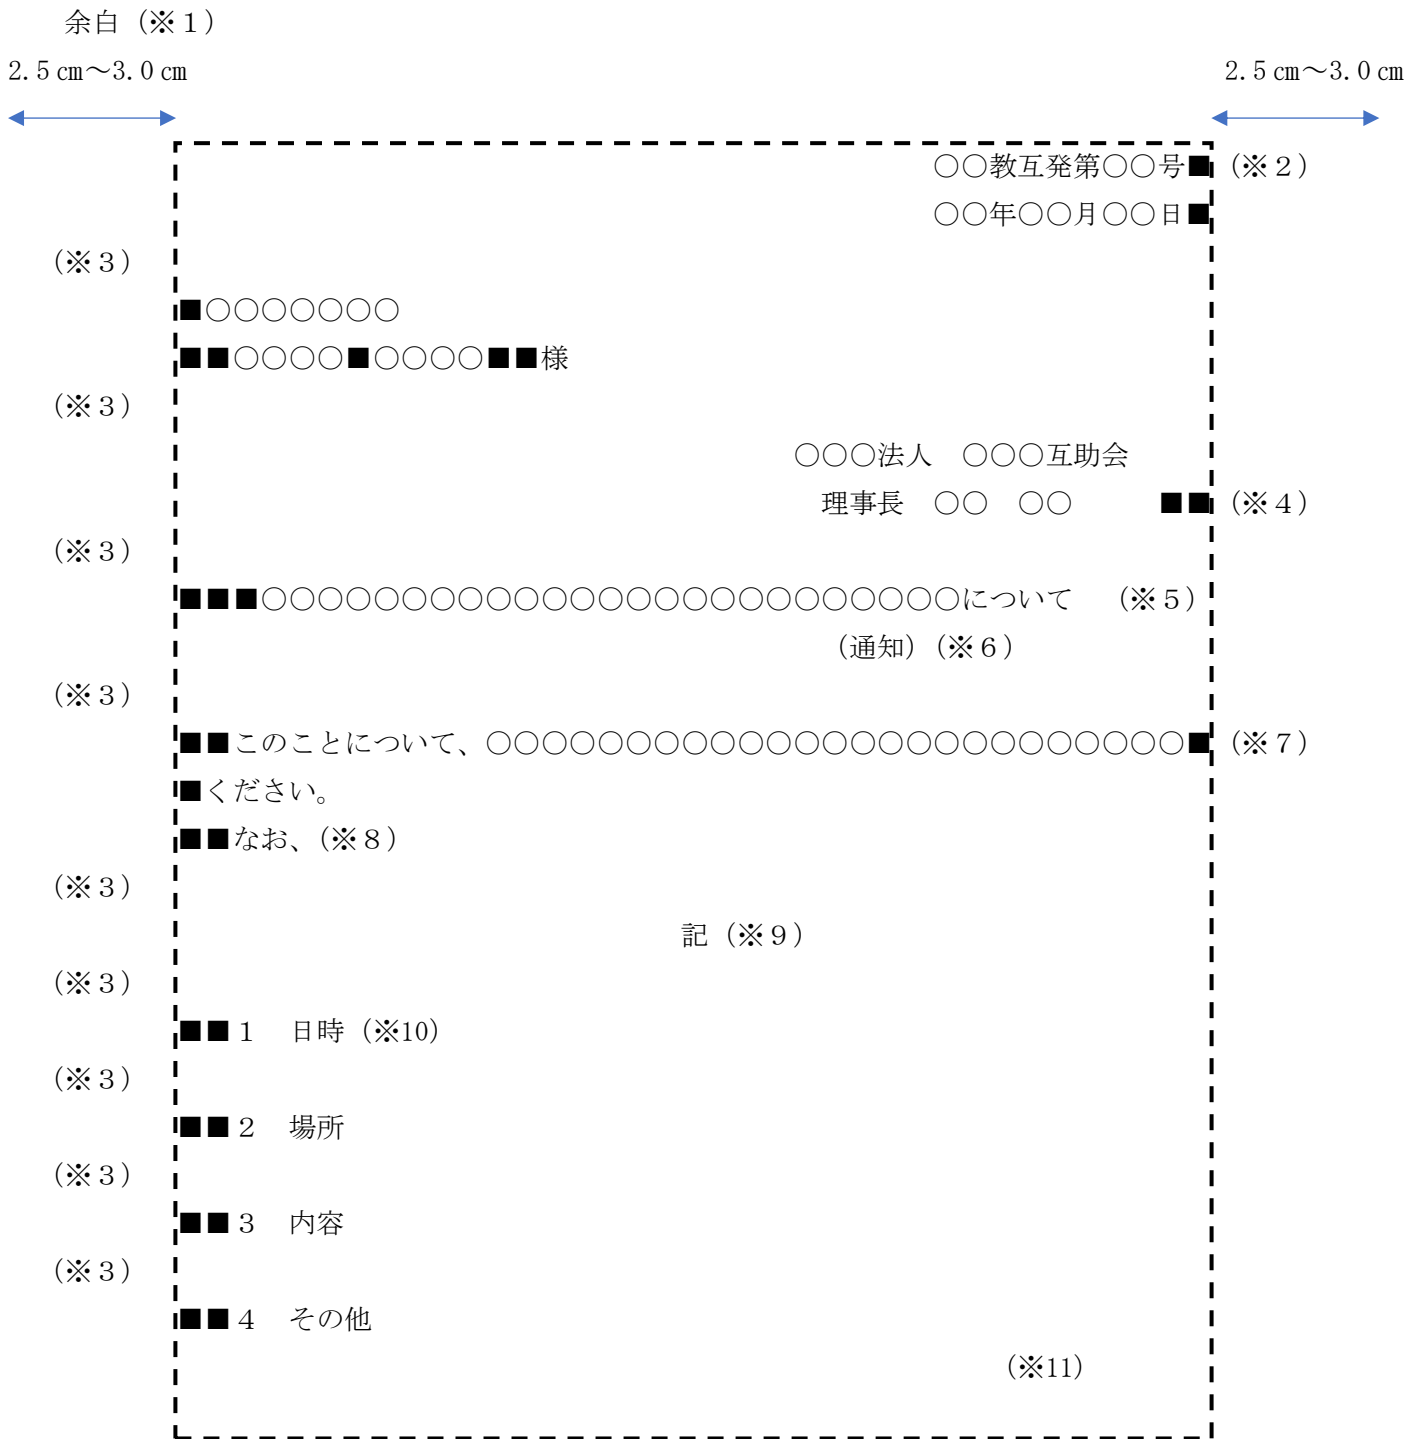 余白（※１）
2.5㎝～3.0㎝　2.5㎝～3.0㎝
○○教互発第○○号■（※２）
○○年○○月○○日■
（※３）
■○○○○○○○
■■○○○○■○○○○■■様
（※３）
○○○法人　○○○互助会
理事長　○○　○○　　　■■（※４）
（※３）
■■■○○○○○○○○○○○○○○○○○○○○○○○○○について　（※５）
（通知）（※６）
（※３）
■■このことについて、○○○○○○○○○○○○○○○○○○○○○○○○○■（※７）
■ください。
■■なお、（※８）
（※３）
記（※９）
（※３）
■■１　日時（※10）
（※３）
■■２　場所
（※３）
■■３　内容
（※３）
■■４　その他
（※11）